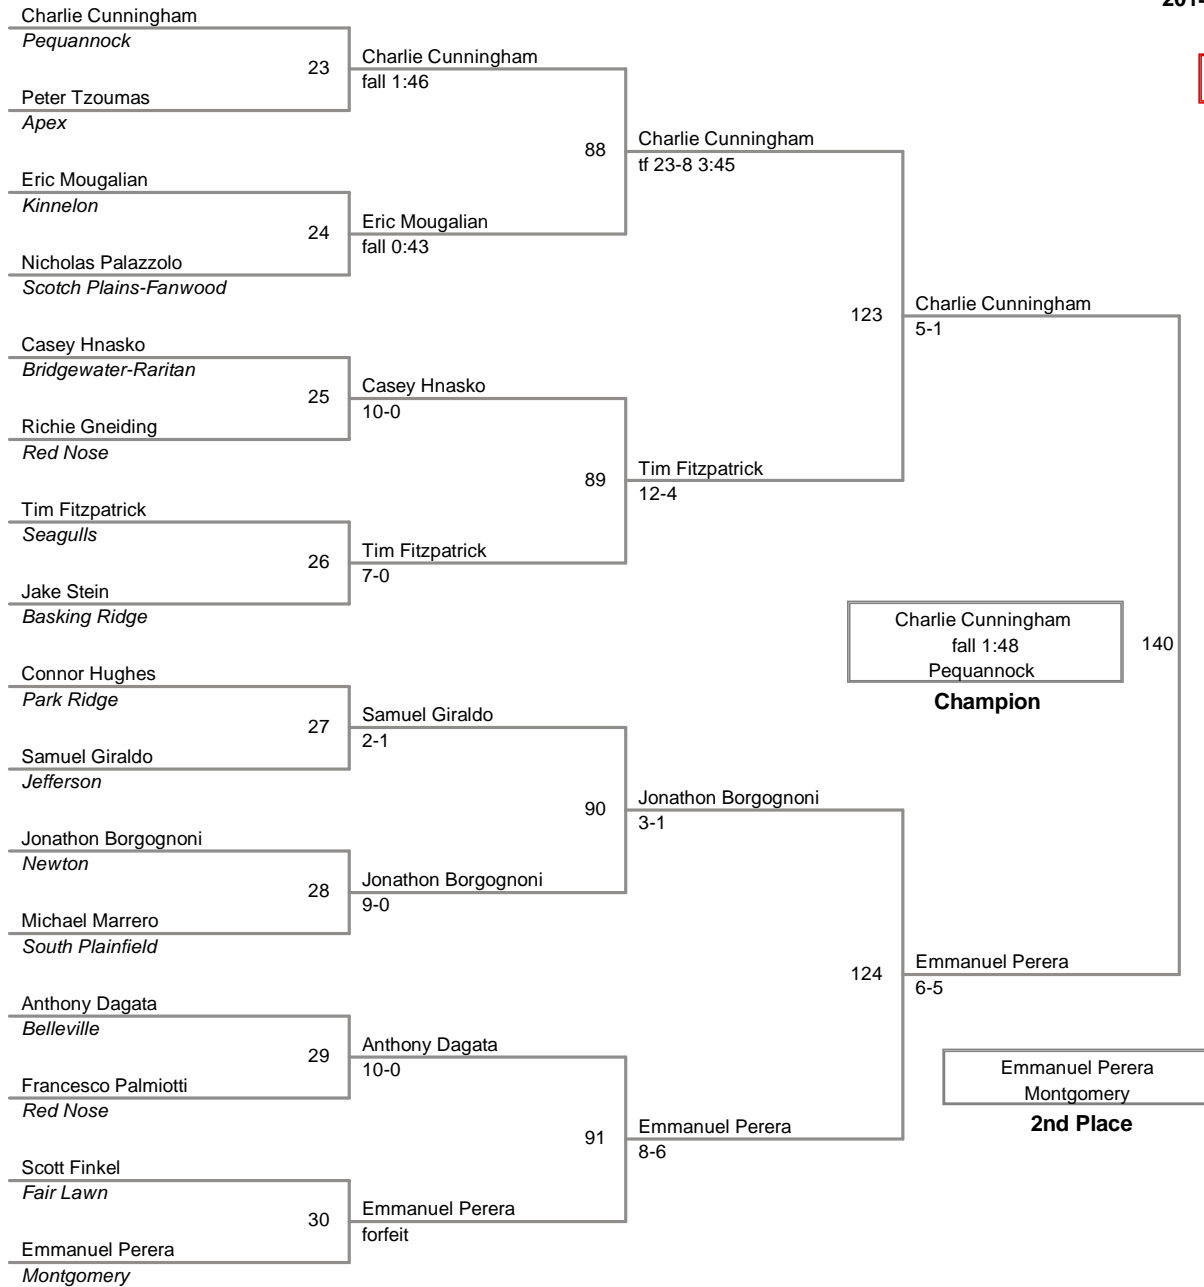 2014
Charlie Cunningham
Pequannock
23
Charlie Cunningham
fall 1:46
Peter Tzoumas
Apex
88
Charlie Cunningham
tf 23-8 3:45
Eric Mougalian
Kinnelon
24
Eric Mougalian
fall 0:43
Nicholas Palazzolo
Scotch Plains-Fanwood
123
Charlie Cunningham
5-1
Casey Hnasko
Bridgewater-Raritan
25
Casey Hnasko
10-0
Richie Gneiding
Red Nose
89
Tim Fitzpatrick
12-4
Tim Fitzpatrick
Seagulls
26
Tim Fitzpatrick
7-0
Jake Stein
Basking Ridge
Charlie Cunningham
fall 1:48
Pequannock
Champion
140
Connor Hughes
Park Ridge
27
Samuel Giraldo
2-1
Samuel Giraldo
Jefferson
90
Jonathon Borgognoni
3-1
Jonathon Borgognoni
Newton
28
Jonathon Borgognoni
9-0
Michael Marrero
South Plainfield
124
Emmanuel Perera
6-5
Anthony Dagata
Belleville
29
Anthony Dagata
10-0
Francesco Palmiotti
Red Nose
91
Emmanuel Perera
8-6
Emmanuel Perera
Montgomery
2nd Place
Scott Finkel
Fair Lawn
30
Emmanuel Perera
forfeit
Emmanuel Perera
Montgomery